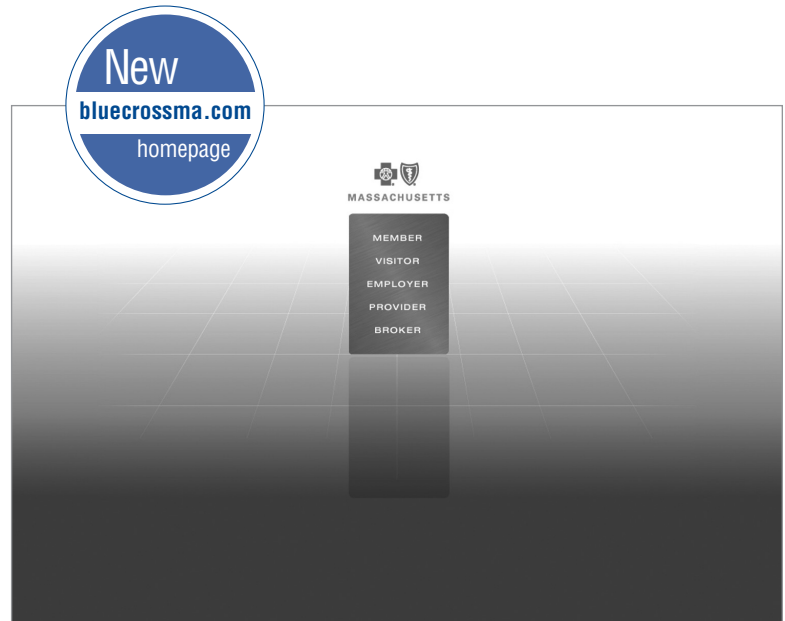 New
bluecrossma.com
homepage
MASSACHUSETTS
MEMBER
VISITOR
EMPLOYER
PROVIDER
BROKER